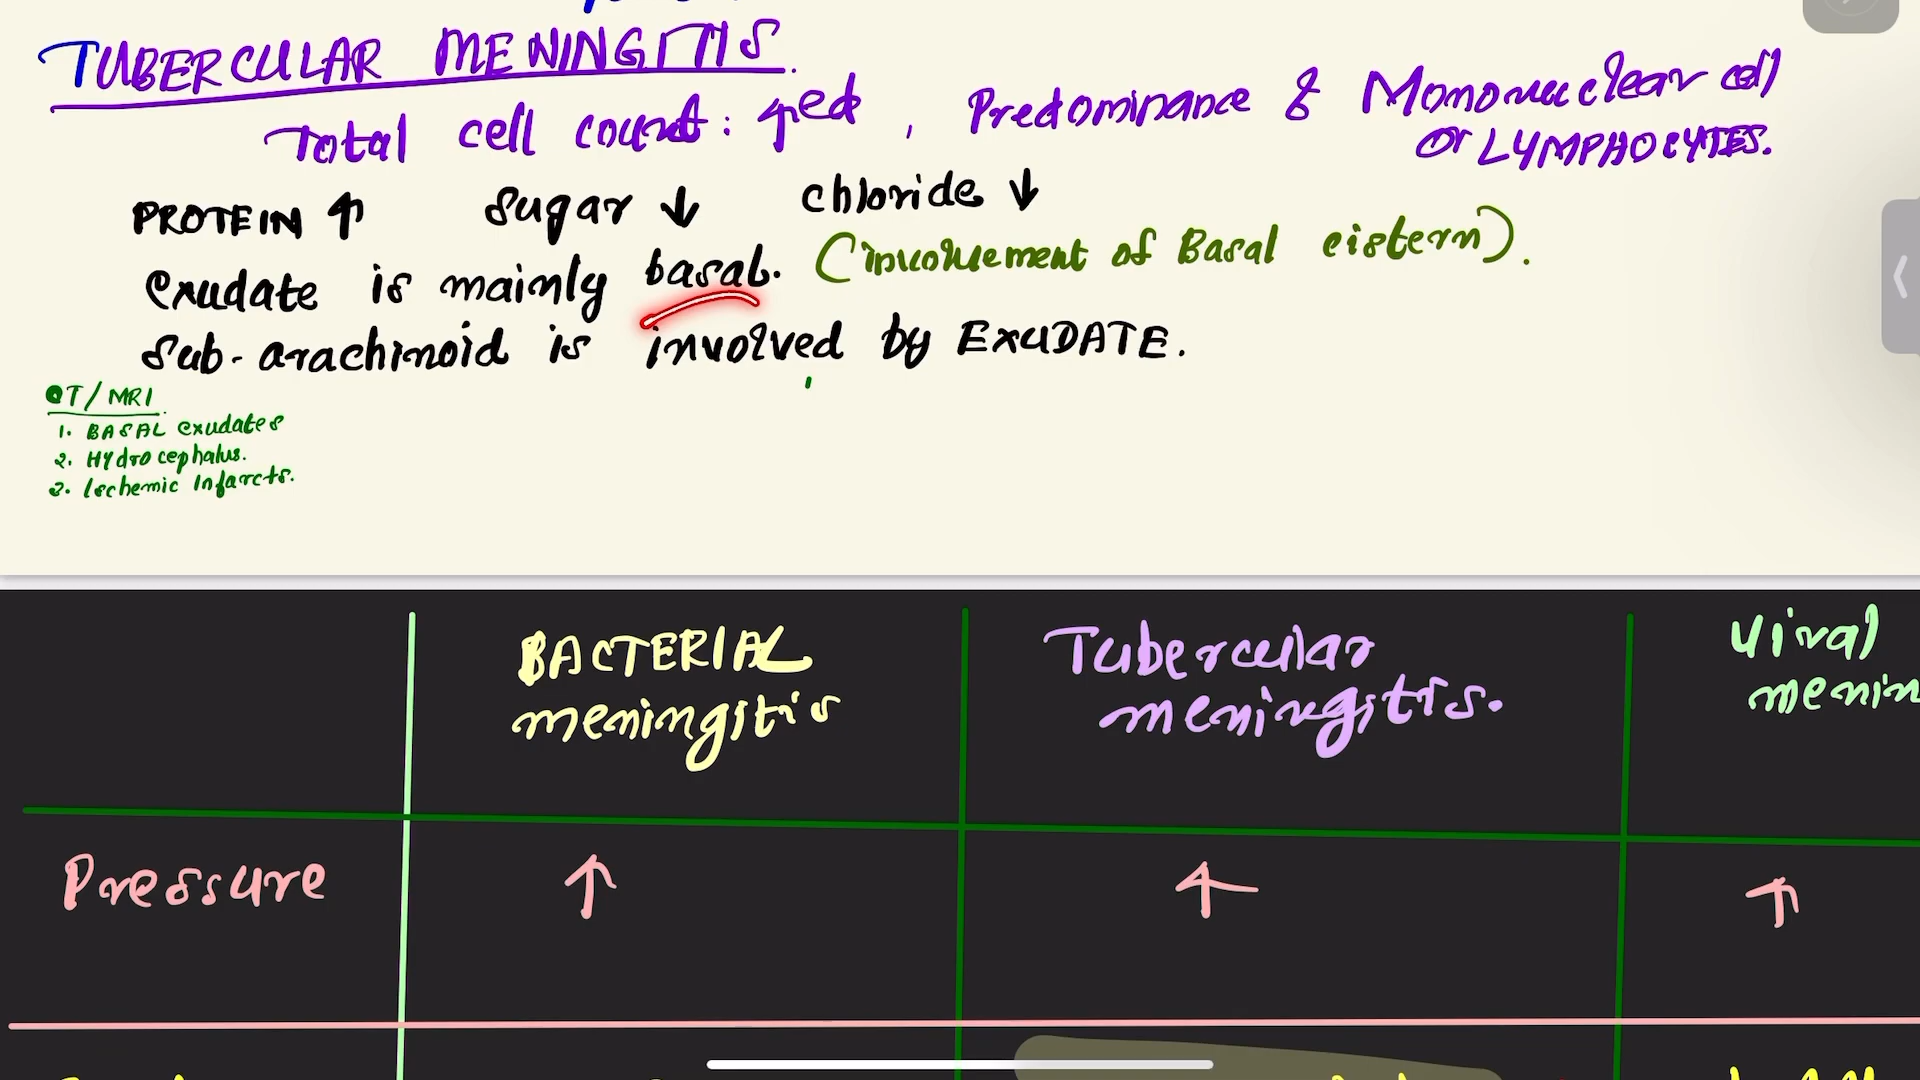 TUBERCULAR MENINGITIS.
Total cell count: ↑ed, Predominance of Mononuclear cell
or LYMPHOCYTES.
PROTEIN ↑ Sugar ↓ chloride ↓
Exudate is mainly basal. (involvement of Basal cistern).
Sub-arachinoid is involved by EXUDATE.
CT/MRI
1. BASAL exudates
2. Hydrocephalus.
3. Ischemic Infarcts.
BACTERIAL Tubercular Viral
meningitis meningitis. menin
Pressure ↑ ↑ ↑